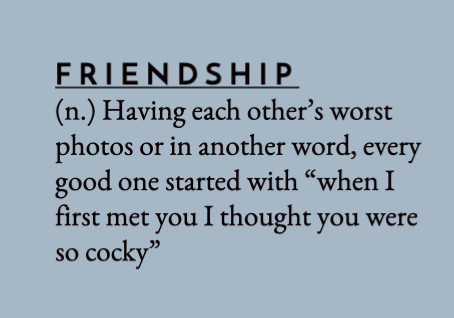 FRIENDSHIP
(n.) Having each other’s worst
photos or in another word, every
good one started with “when I
first met you I thought you were
so cocky”